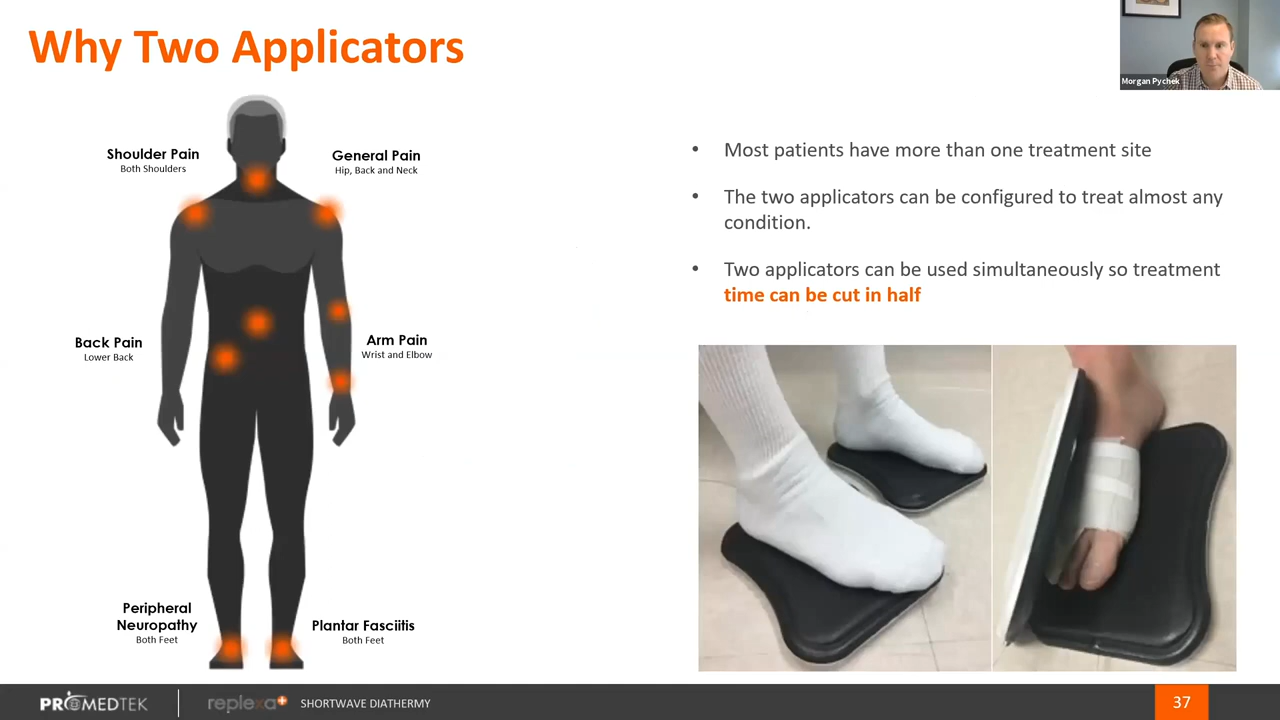 Why Two Applicators
Morgan Pychek
Shoulder Pain
Both Shoulders
General Pain
Hip, Back and Neck
Back Pain
Lower Back
Arm Pain
Wrist and Elbow
Peripheral
Neuropathy
Both Feet
Plantar Fasciitis
Both Feet
• Most patients have more than one treatment site
• The two applicators can be configured to treat almost any
condition.
• Two applicators can be used simultaneously so treatment
time can be cut in half
PROMEDTEK
replexa
SHORTWAVE DIATHERMY
37